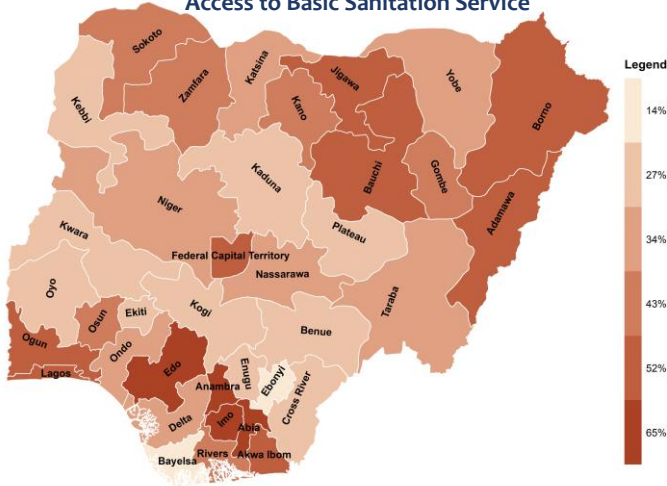 Access to Basic Sanitation Service
Legend
14%
27%
34%
43%
52%
65%
Sokoto
Kebbi
Zamfara
Katsina
Kano
Jigawa
Yobe
Borno
Bauchi
Gombe
Adamawa
Kaduna
Niger
Plateau
Kwara
Federal Capital Territory
Nassarawa
Taraba
Oyo
Osun
Ekiti
Kogi
Benue
Ogun
Lagos
Ondo
Edo
Enugu
Ebonyi
Anambra
Cross River
Delta
Imo
Abia
Bayelsa
Rivers
Akwa Ibom